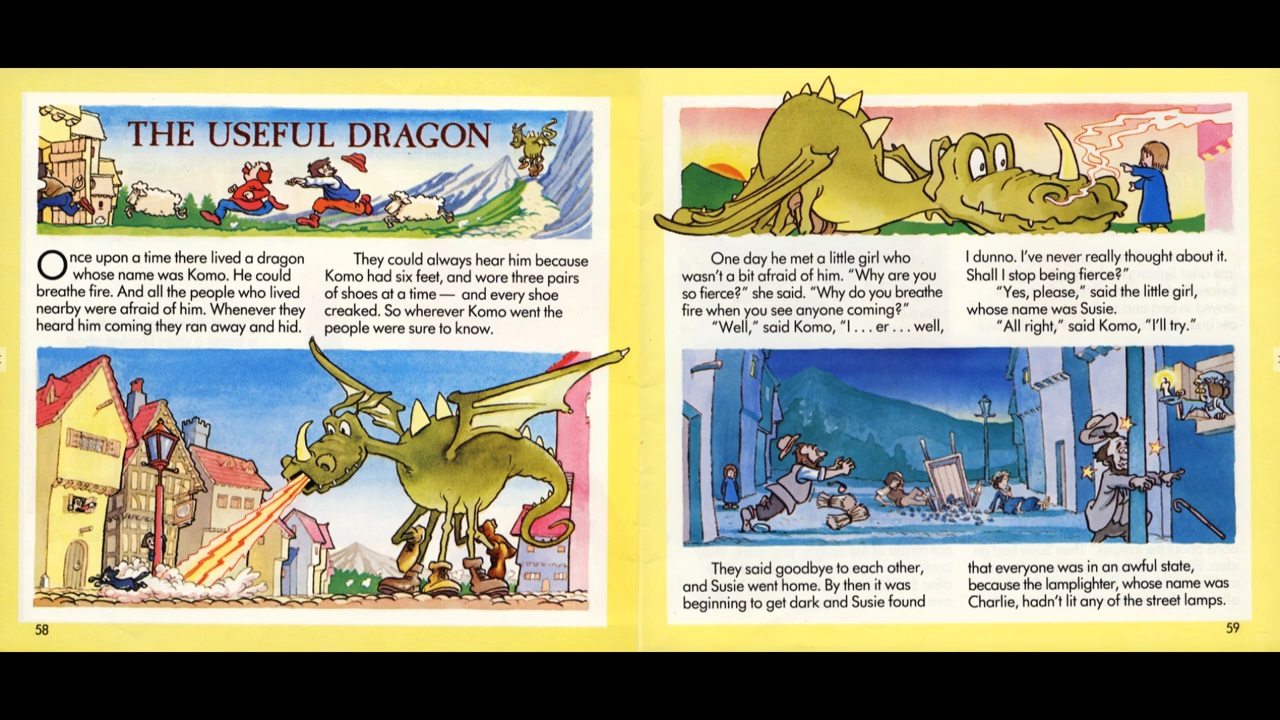 THE USEFUL DRAGON
Once upon a time there lived a dragon
whose name was Komo. He could
breathe fire. And all the people who lived
nearby were afraid of him. Whenever they
heard him coming they ran away and hid.
They could always hear him because
Komo had six feet, and wore three pairs
of shoes at a time — and every shoe
creaked. So wherever Komo went the
people were sure to know.
58
One day he met a little girl who
wasn't a bit afraid of him. “Why are you
so fierce?” she said. “Why do you breathe
fire when you see anyone coming?”
“Well,” said Komo, “I . . . er . . . well,
I dunno. I've never really thought about it.
Shall I stop being fierce?”
“Yes, please,” said the little girl,
whose name was Susie.
“All right,” said Komo, “I'll try.”
They said goodbye to each other,
and Susie went home. By then it was
beginning to get dark and Susie found
that everyone was in an awful state,
because the lamplighter, whose name was
Charlie, hadn't lit any of the street lamps.
59